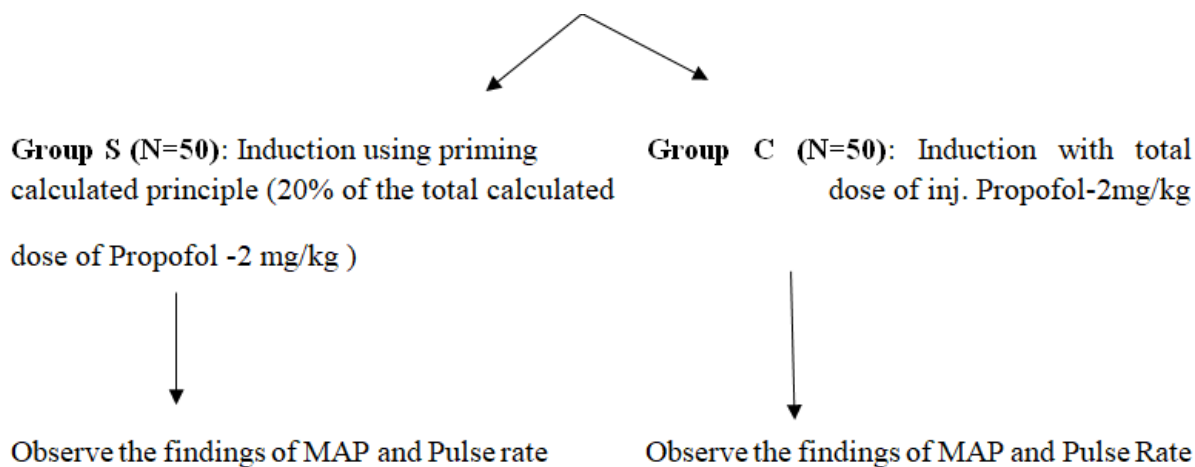 Group S (N=50): Induction using priming
calculated principle (20% of the total calculated
dose of Propofol -2 mg/kg )
Group C (N=50): Induction with total
dose of inj. Propofol-2mg/kg
Observe the findings of MAP and Pulse rate
Observe the findings of MAP and Pulse Rate